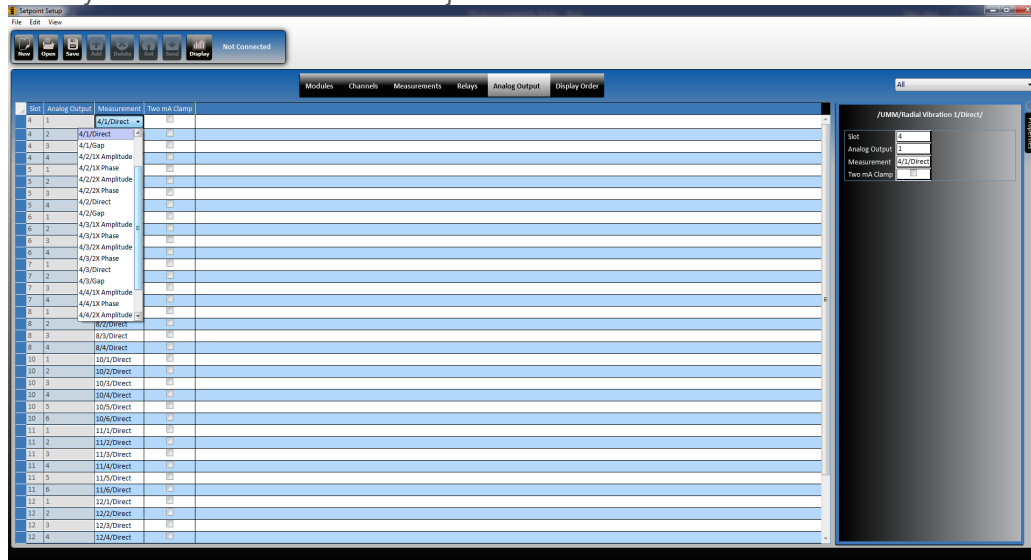 Setpoint Setup
File Edit View
New Open Save Add Delete Get Send Display Not Connected
Modules Channels Measurements Relays Analog Output Display Order All
Slot Analog Output Measurement Two mA Clamp
4 1 4/1/Direct
4 2 4/1/Direct
4 3 4/1/Gap
4 4 4/2/1X Amplitude
5 1 4/2/1X Phase
5 2 4/2/2X Amplitude
5 3 4/2/2X Phase
5 4 4/2/Direct
6 1 4/2/Gap
6 2 4/3/1X Amplitude
6 3 4/3/1X Phase
6 4 4/3/2X Amplitude
7 1 4/3/2X Phase
7 2 4/3/Direct
7 3 4/3/Gap
7 4 4/4/1X Amplitude
8 1 4/4/1X Phase
8 2 4/4/2X Amplitude
8/2/Direct
8 3 8/3/Direct
8 4 8/4/Direct
10 1 10/1/Direct
10 2 10/2/Direct
10 3 10/3/Direct
10 4 10/4/Direct
10 5 10/5/Direct
10 6 10/6/Direct
11 1 11/1/Direct
11 2 11/2/Direct
11 3 11/3/Direct
11 4 11/4/Direct
11 5 11/5/Direct
11 6 11/6/Direct
12 1 12/1/Direct
12 2 12/2/Direct
12 3 12/3/Direct
12 4 12/4/Direct
/UMM/Radial Vibration 1/Direct/
Slot 4
Analog Output 1
Measurement 4/1/Direct
Two mA Clamp
Properties